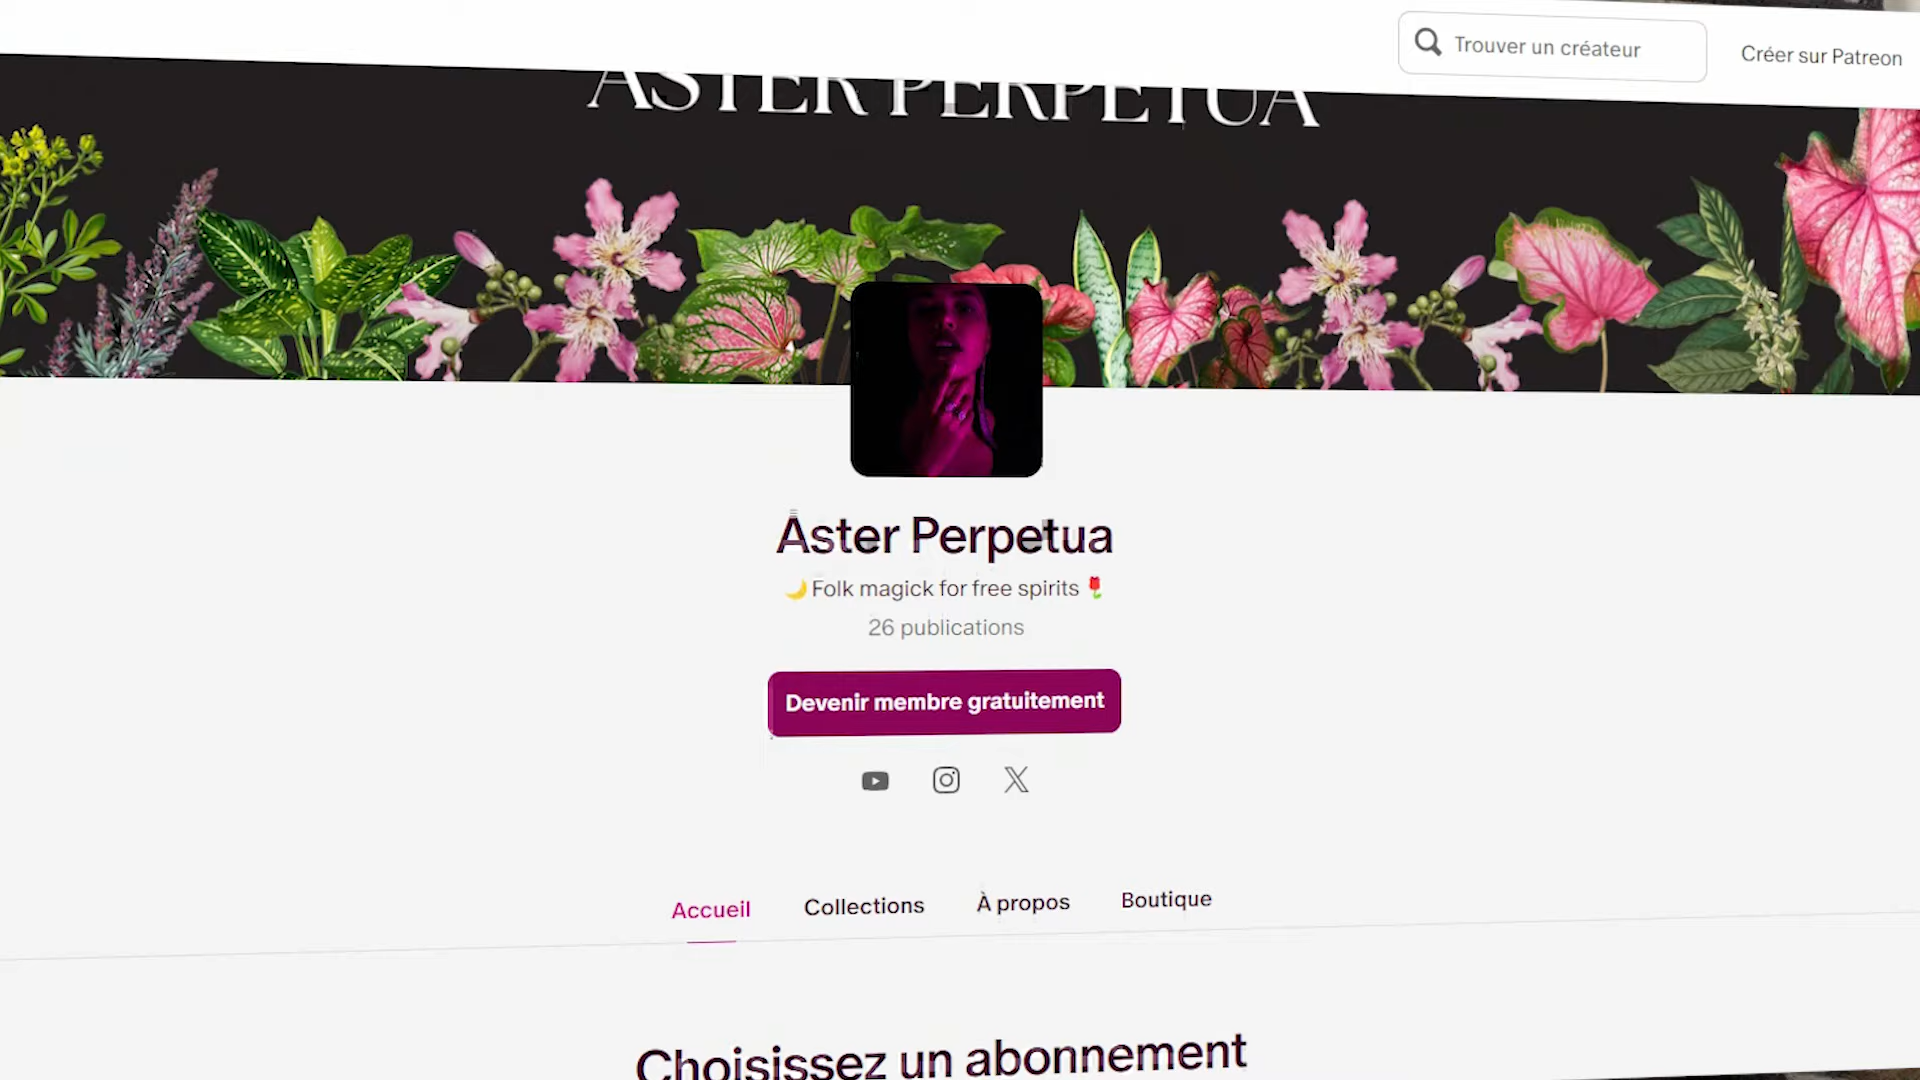 Trouver un créateur
Créer sur Patreon
ASTER PERPETUA
Aster Perpetua
🌙 Folk magick for free spirits 🌹
26 publications
Devenir membre gratuitement
Accueil
Collections
À propos
Boutique
Choisissez un abonnement